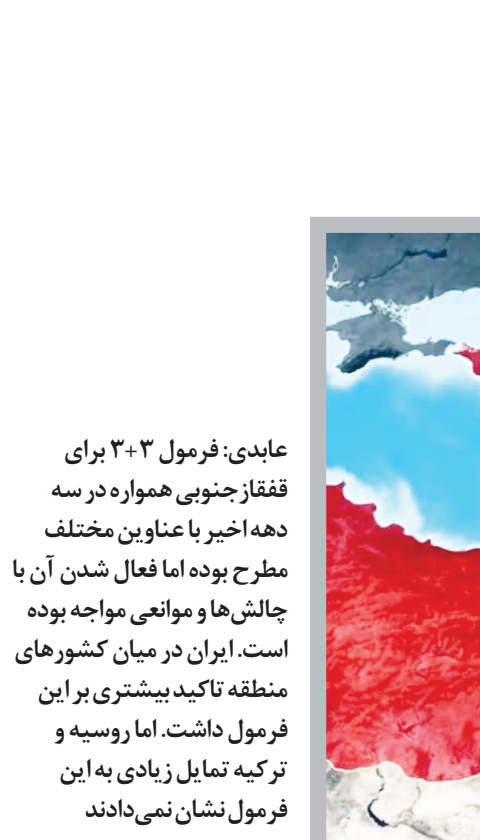 عابدی: فرمول ۳+۳ برای
قفقاز جنوبی همواره در سه
دهه اخیر با عناوین مختلف
مطرح بوده اما فعال شدن آن با
چالش‌ها و موانعی مواجه بوده
است. ایران در میان کشورهای
منطقه تاکید بیشتری بر این
فرمول داشت. اما روسیه و
ترکیه تمایل زیادی به این
فرمول نشان نمی‌دادند